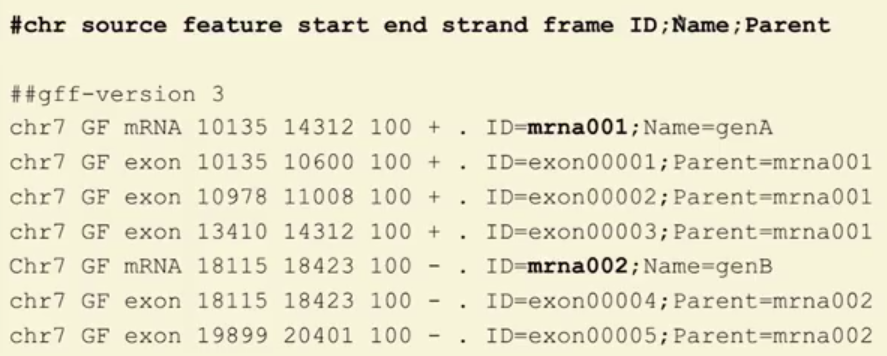 #chr source feature start end strand frame ID;Name;Parent
##gff-version 3
chr7 GF mRNA 10135 14312 100 + . ID=mrna001;Name=genA
chr7 GF exon 10135 10600 100 + . ID=exon00001;Parent=mrna001
chr7 GF exon 10978 11008 100 + . ID=exon00002;Parent=mrna001
chr7 GF exon 13410 14312 100 + . ID=exon00003;Parent=mrna001
Chr7 GF mRNA 18115 18423 100 - . ID=mrna002;Name=genB
chr7 GF exon 18115 18423 100 - . ID=exon00004;Parent=mrna002
chr7 GF exon 19899 20401 100 - . ID=exon00005;Parent=mrna002